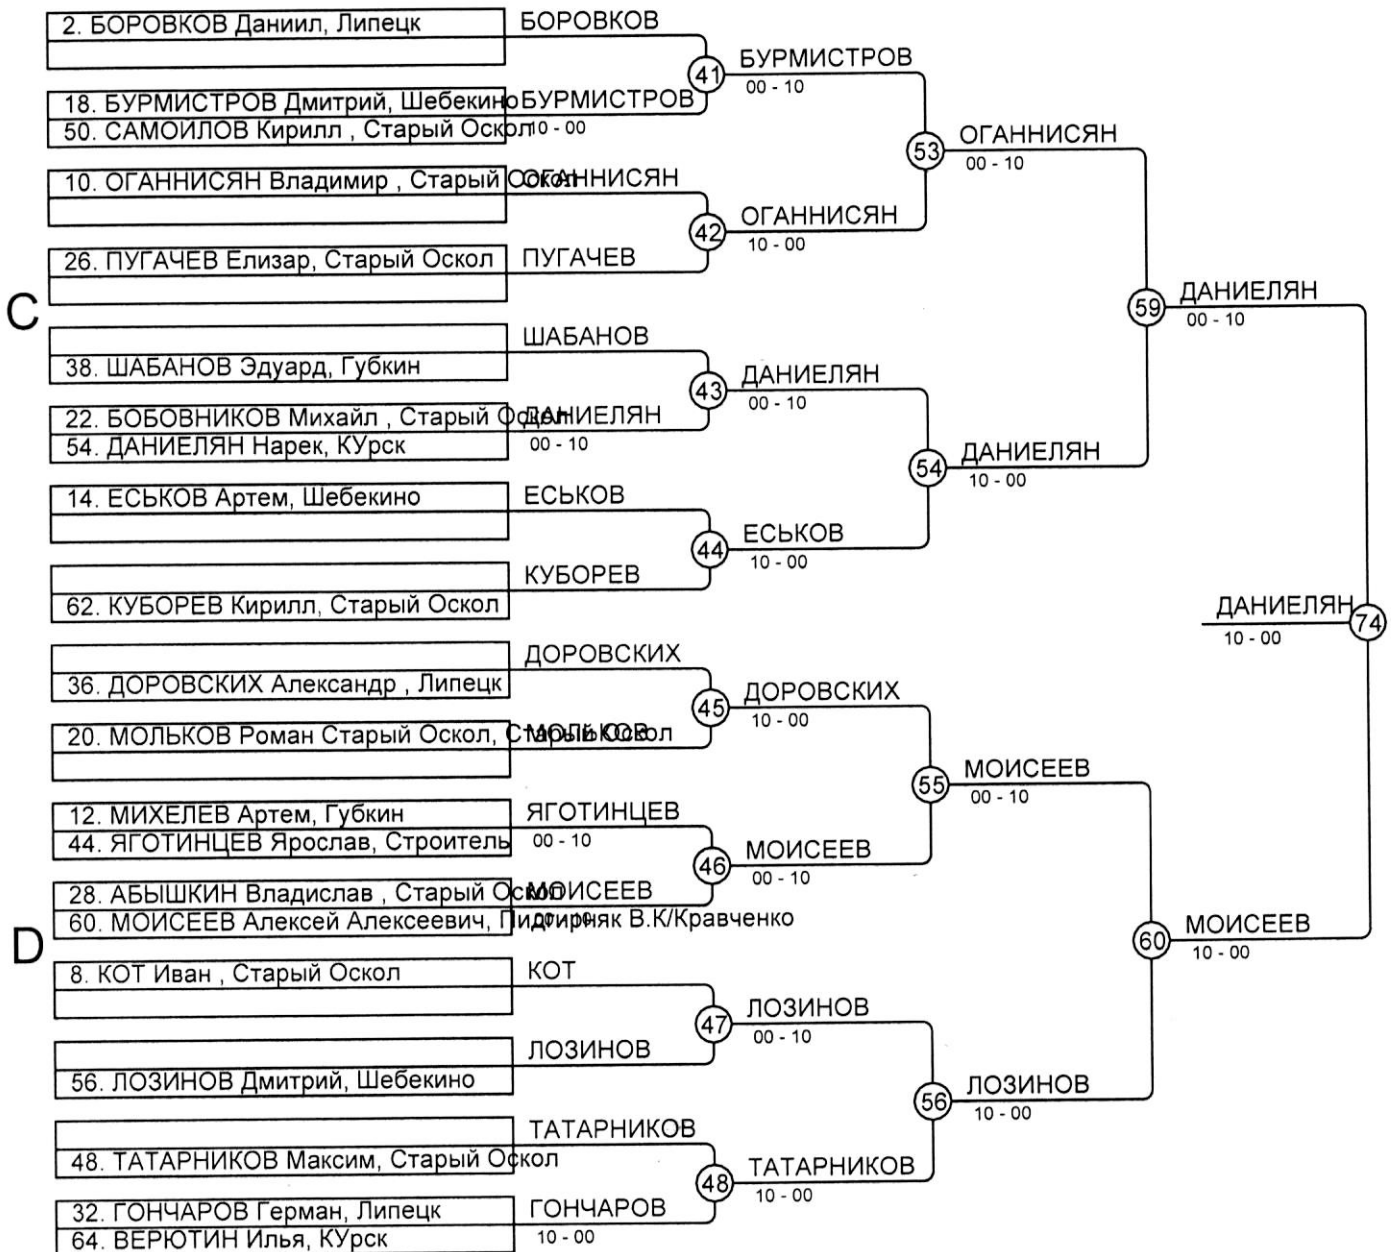 2. БОРОВКОВ Даниил, Липецк
БОРОВКОВ
41
БУРМИСТРОВ
00 - 10
18. БУРМИСТРОВ Дмитрий, Шебекино
БУРМИСТРОВ
50. САМОЙЛОВ Кирилл , Старый Оскол
10 - 00
53
ОГАННИСЯН
00 - 10
10. ОГАННИСЯН Владимир , Старый Оскол
ОГАННИСЯН
42
ОГАННИСЯН
10 - 00
26. ПУГАЧЕВ Елизар, Старый Оскол
ПУГАЧЕВ
C
59
ДАНИЕЛЯН
00 - 10
ШАБАНОВ
38. ШАБАНОВ Эдуард, Губкин
43
ДАНИЕЛЯН
00 - 10
22. БОБОВНИКОВ Михайл , Старый Оскол
ДАНИЕЛЯН
54. ДАНИЕЛЯН Нарек, КУрск
00 - 10
54
ДАНИЕЛЯН
10 - 00
14. ЕСЬКОВ Артем, Шебекино
ЕСЬКОВ
44
ЕСЬКОВ
10 - 00
КУБОРЕВ
62. КУБОРЕВ Кирилл, Старый Оскол
ДАНИЕЛЯН
74
10 - 00
ДОРОВСКИХ
36. ДОРОВСКИХ Александр , Липецк
45
ДОРОВСКИХ
10 - 00
20. МОЛЬКОВ Роман Старый Оскол, Старый Оскол
МОЛЬКОВ
55
МОИСЕЕВ
00 - 10
12. МИХЕЛЕВ Артем, Губкин
ЯГОТИНЦЕВ
44. ЯГОТИНЦЕВ Ярослав, Строитель
00 - 10
46
МОИСЕЕВ
00 - 10
28. АБЫШКИН Владислав , Старый Оскол
МОИСЕЕВ
60. МОИСЕЕВ Алексей Алексеевич, Пидгирняк В.К/Кравченко
00 - 10
D
60
МОИСЕЕВ
10 - 00
8. КОТ Иван , Старый Оскол
КОТ
47
ЛОЗИНОВ
00 - 10
ЛОЗИНОВ
56. ЛОЗИНОВ Дмитрий, Шебекино
56
ЛОЗИНОВ
10 - 00
ТАТАРНИКОВ
48. ТАТАРНИКОВ Максим, Старый Оскол
48
ТАТАРНИКОВ
10 - 00
32. ГОНЧАРОВ Герман, Липецк
ГОНЧАРОВ
64. ВЕРЮТИН Илья, КУрск
10 - 00